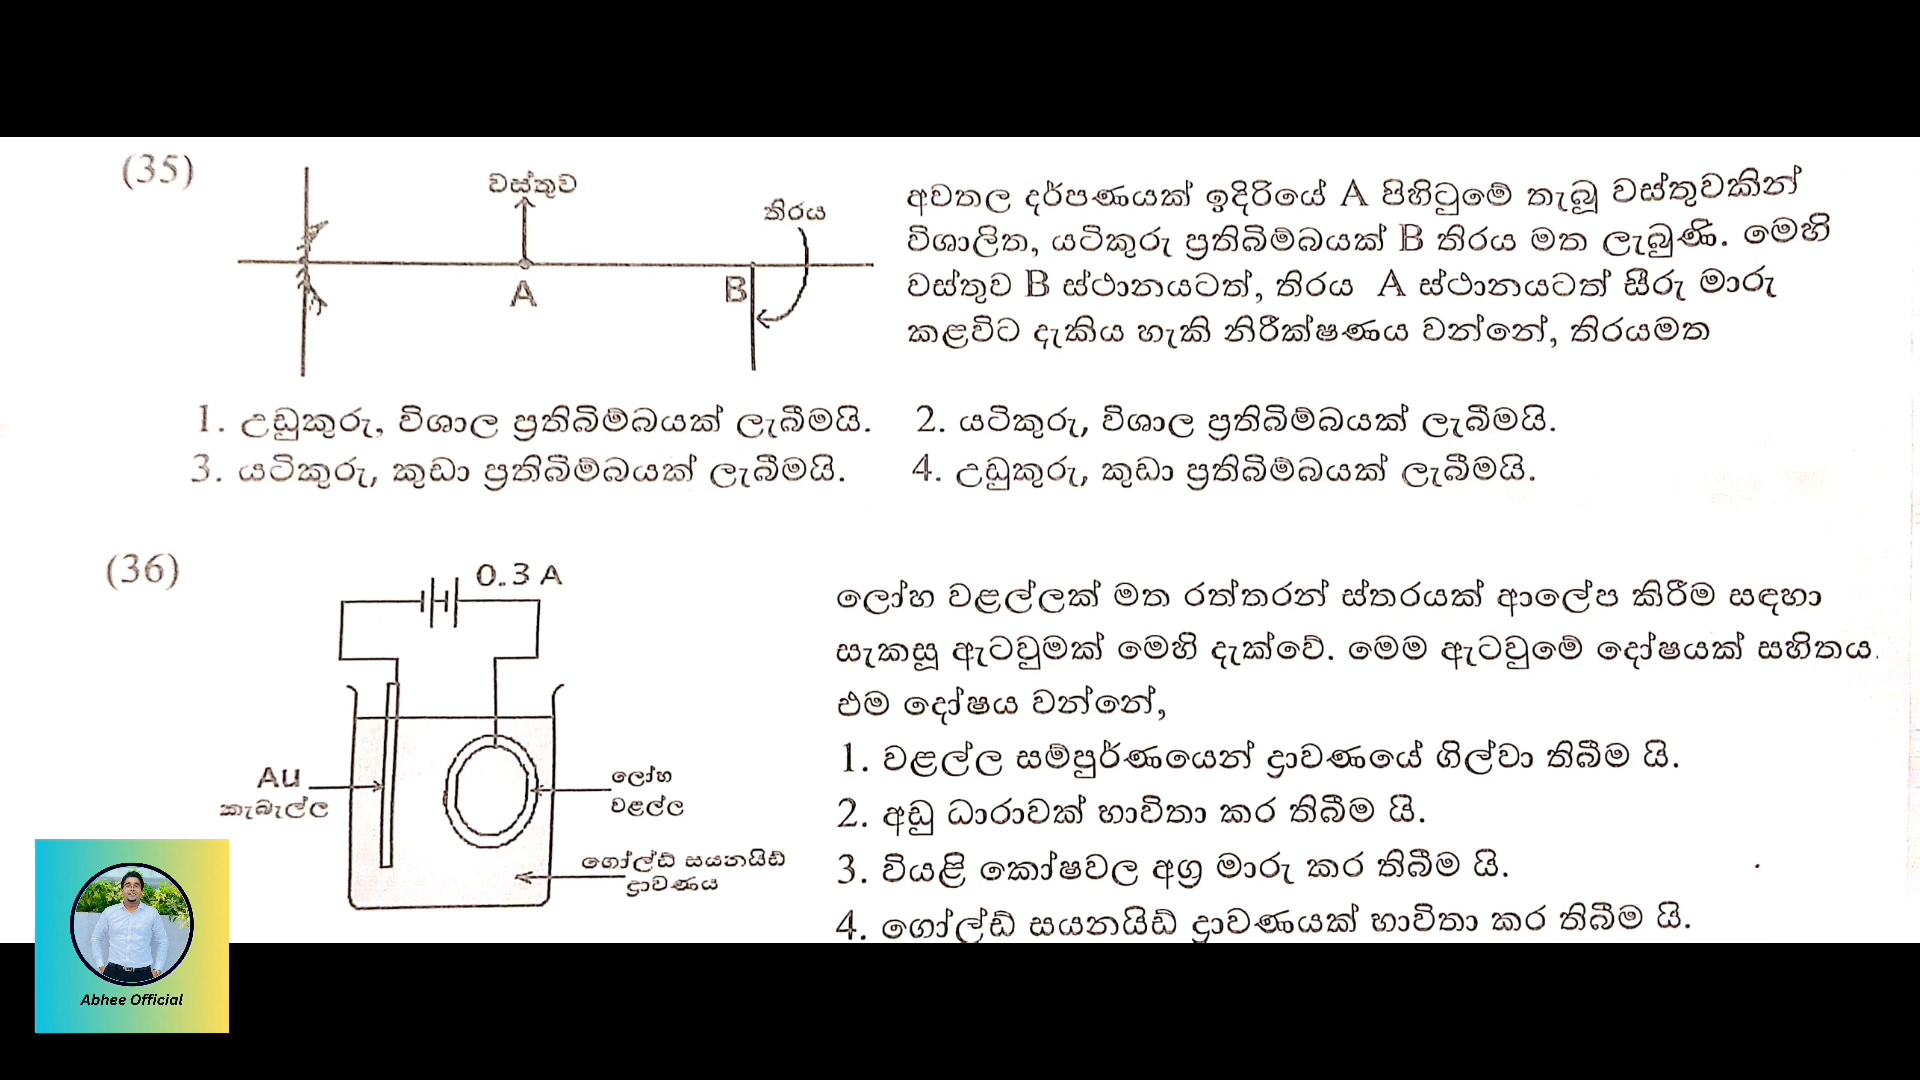 (35)
වස්තුව
තිරය
A
B
අවතල දර්පණයක් ඉදිරියේ A පිහිටුමේ තැබූ වස්තුවකින්
විශාලිත, යටිකුරු ප්‍රතිබිම්බයක් B තිරය මත ලැබුණි. මෙහි
වස්තුව B ස්ථානයටත්, තිරය A ස්ථානයටත් සීරු මාරු
කළවිට දැකිය හැකි නිරීක්ෂණය වන්නේ, තිරයමත
1. උඩුකුරු, විශාල ප්‍රතිබිම්බයක් ලැබීමයි. 2. යටිකුරු, විශාල ප්‍රතිබිම්බයක් ලැබීමයි.
3. යටිකුරු, කුඩා ප්‍රතිබිම්බයක් ලැබීමයි. 4. උඩුකුරු, කුඩා ප්‍රතිබිම්බයක් ලැබීමයි.
(36)
0.3 A
Au
කැබැල්ල
ලෝහ
වළල්ල
ගෝල්ඩ් සයනයිඩ්
ද්‍රාවණය
ලෝහ වළල්ලක් මත රත්තරන් ස්තරයක් ආලේප කිරීම සඳහා
සැකසූ ඇටවුමක් මෙහි දැක්වේ. මෙම ඇටවුමේ දෝෂයක් සහිතය.
එම දෝෂය වන්නේ,
1. වළල්ල සම්පුර්ණයෙන් ද්‍රාවණයේ ගිල්වා තිබීම යි.
2. අඩු ධාරාවක් භාවිතා කර තිබීම යි.
3. වියළි කෝෂවල අග්‍ර මාරු කර තිබීම යි.
4. ගෝල්ඩ් සයනයිඩ් ද්‍රාවණයක් භාවිතා කර තිබීම යි.
Abhee Official